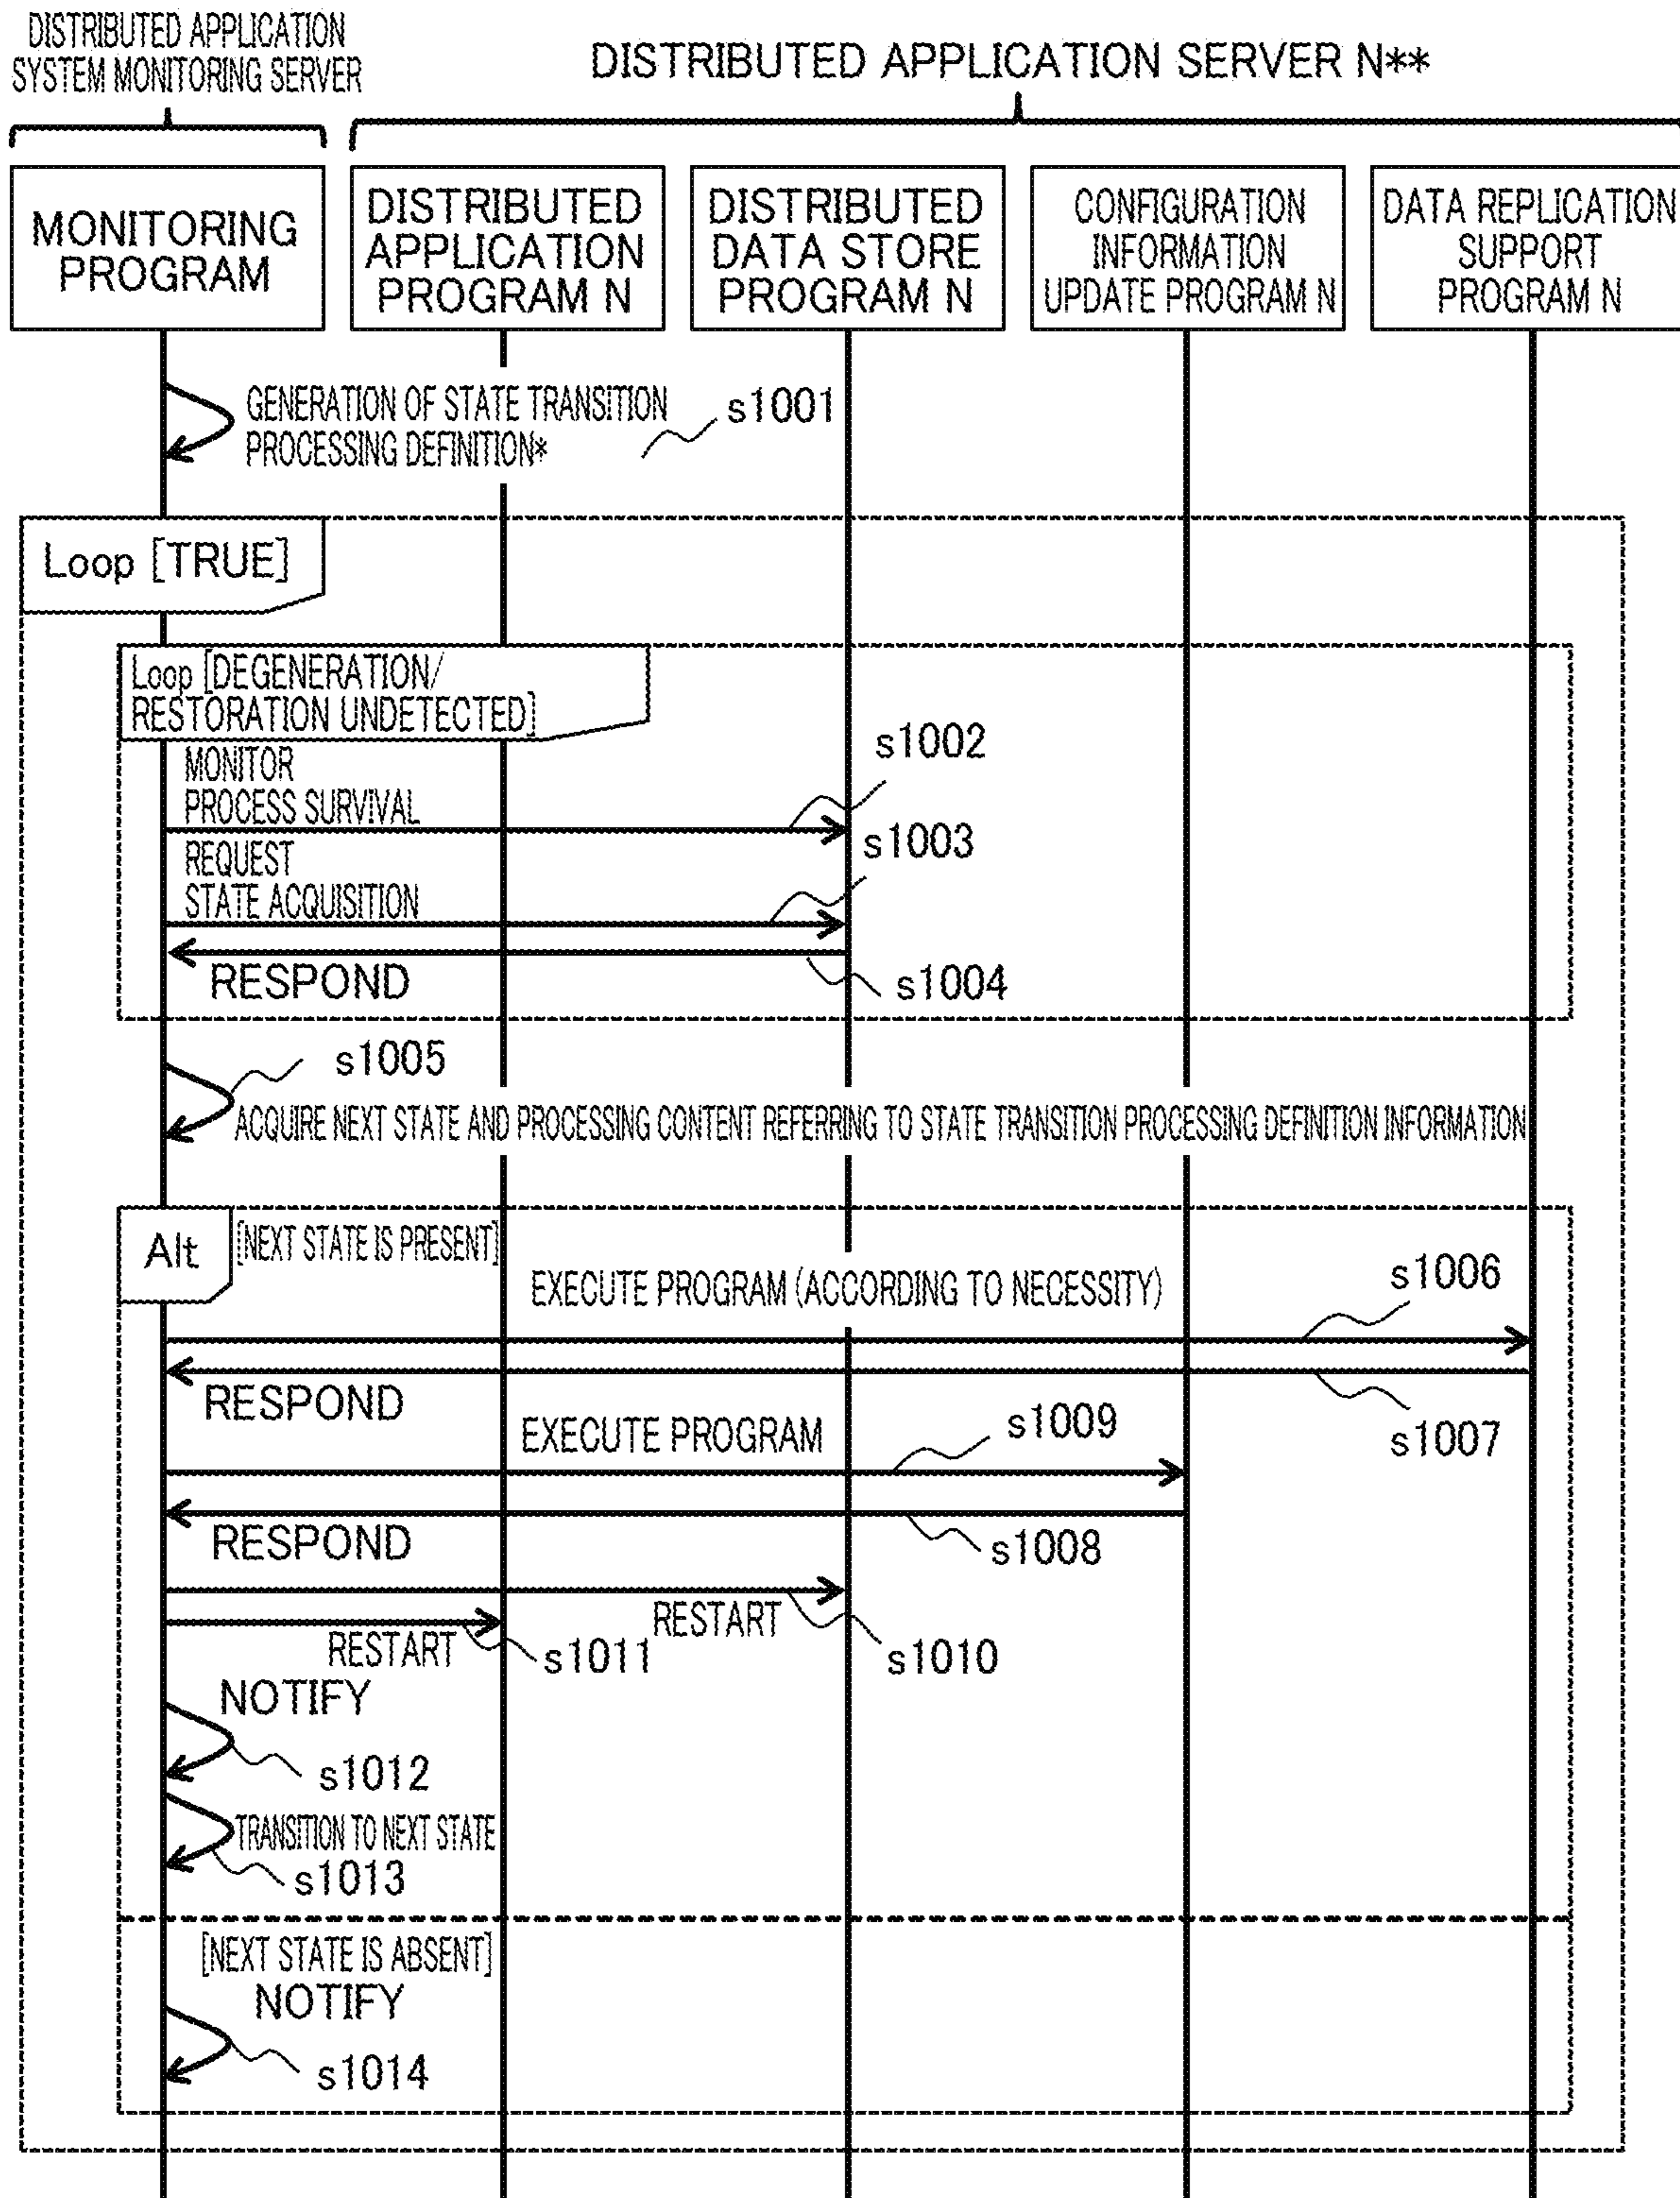 DISTRIBUTED APPLICATION
SYSTEM MONITORING SERVER
DISTRIBUTED APPLICATION SERVER N**
MONITORING
PROGRAM
DISTRIBUTED
APPLICATION
PROGRAM N
DISTRIBUTED
DATA STORE
PROGRAM N
CONFIGURATION
INFORMATION
UPDATE PROGRAM N
DATA REPLICATION
SUPPORT
PROGRAM N
GENERATION OF STATE TRANSITION
PROCESSING DEFINITION*
s1001
Loop [TRUE]
Loop [DEGENERATION/
RESTORATION UNDETECTED]
MONITOR
PROCESS SURVIVAL
s1002
REQUEST
STATE ACQUISITION
s1003
RESPOND
s1004
s1005
ACQUIRE NEXT STATE AND PROCESSING CONTENT REFERRING TO STATE TRANSITION PROCESSING DEFINITION INFORMATION
Alt
[NEXT STATE IS PRESENT]
EXECUTE PROGRAM (ACCORDING TO NECESSITY)
s1006
RESPOND
s1007
EXECUTE PROGRAM
s1009
RESPOND
s1008
RESTART
s1010
RESTART
s1011
NOTIFY
s1012
TRANSITION TO NEXT STATE
s1013
[NEXT STATE IS ABSENT]
NOTIFY
s1014